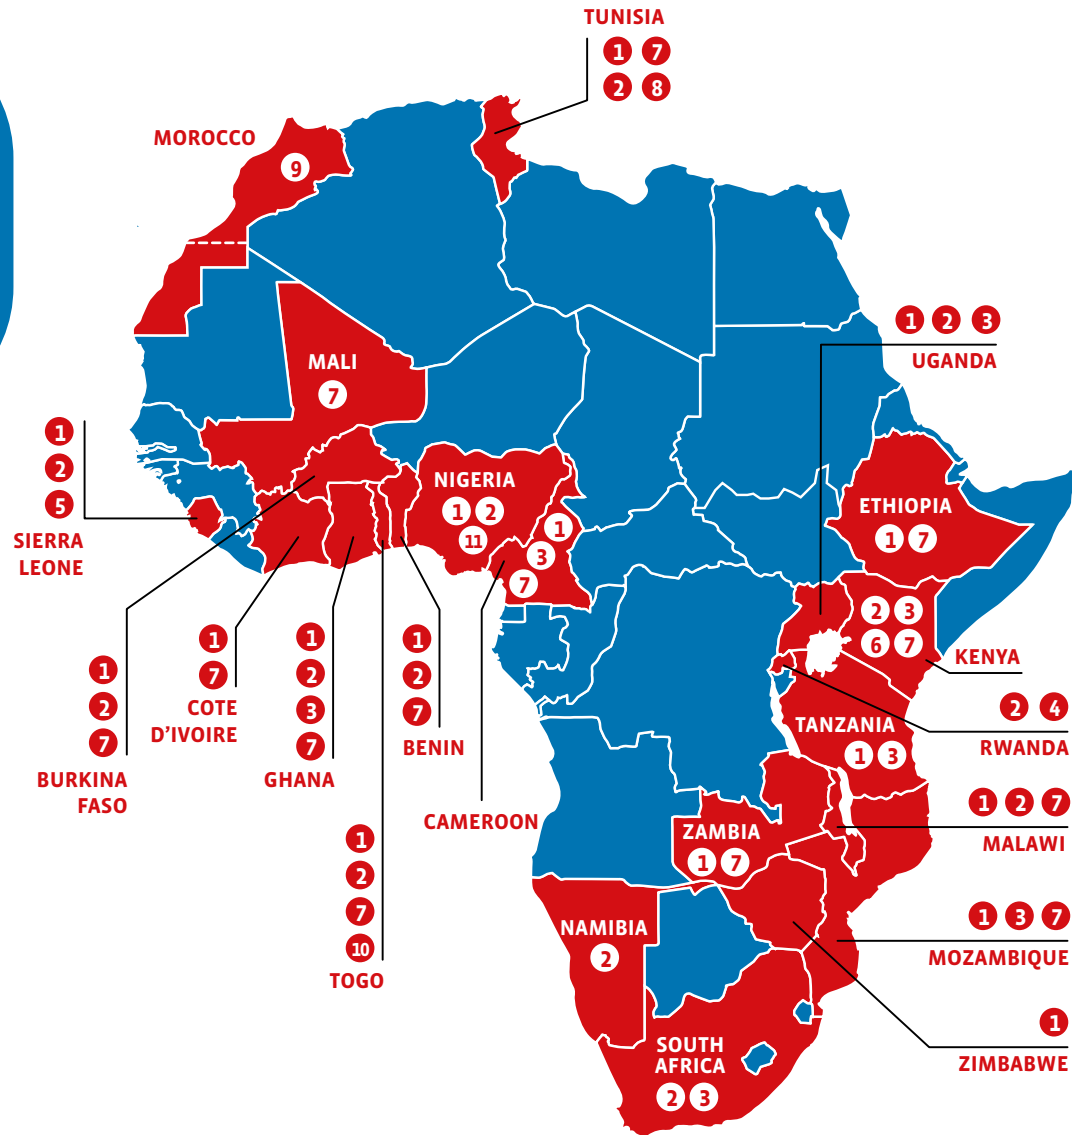 TUNISIA
1 7
2 8
MOROCCO
9
1 2 3
UGANDA
MALI
7
1
2
5
SIERRA
LEONE
NIGERIA
1 2
11
1
3
7
ETHIOPIA
1 7
2 3
6 7
KENYA
1
2
7
BURKINA
FASO
1
7
COTE
D'IVOIRE
1
2
3
7
GHANA
1
2
7
BENIN
CAMEROON
2 4
RWANDA
TANZANIA
1 3
1 2 7
MALAWI
ZAMBIA
1 7
1
2
7
10
TOGO
1 3 7
MOZAMBIQUE
NAMIBIA
2
1
ZIMBABWE
SOUTH
AFRICA
2 3